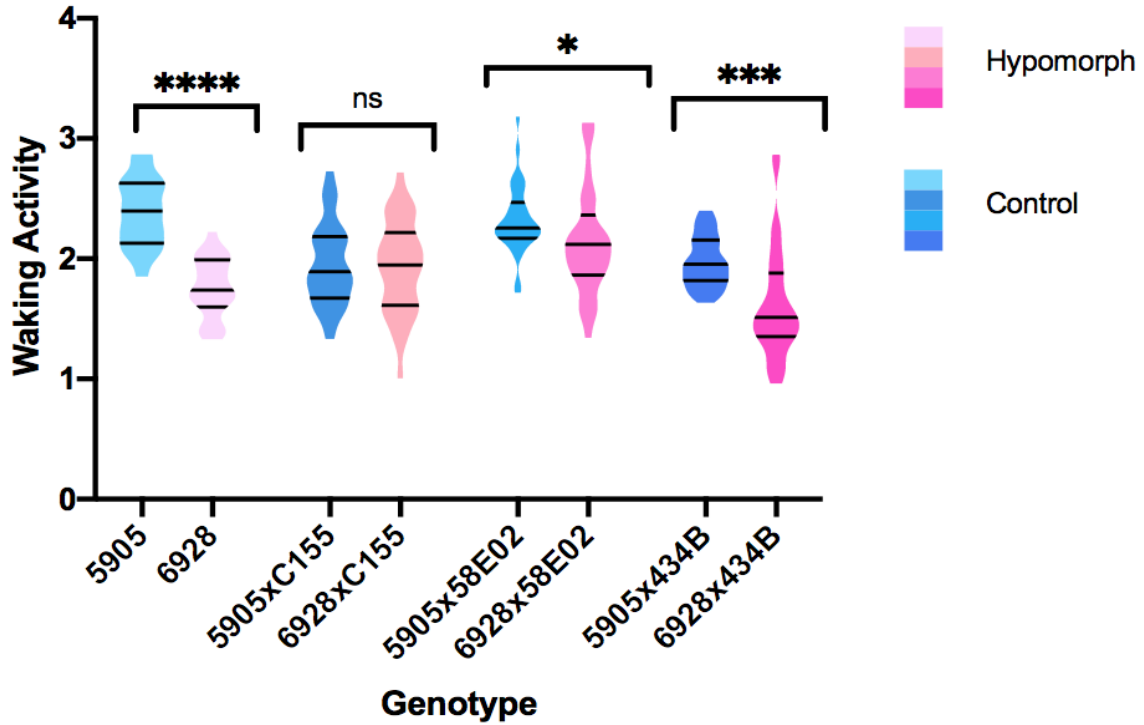 4
3
2
1
0
Waking Activity
****
ns
*
***
Hypomorph
Control
5905
6928
5905xC155
6928xC155
5905x58E02
6928x58E02
5905x434B
6928x434B
Genotype